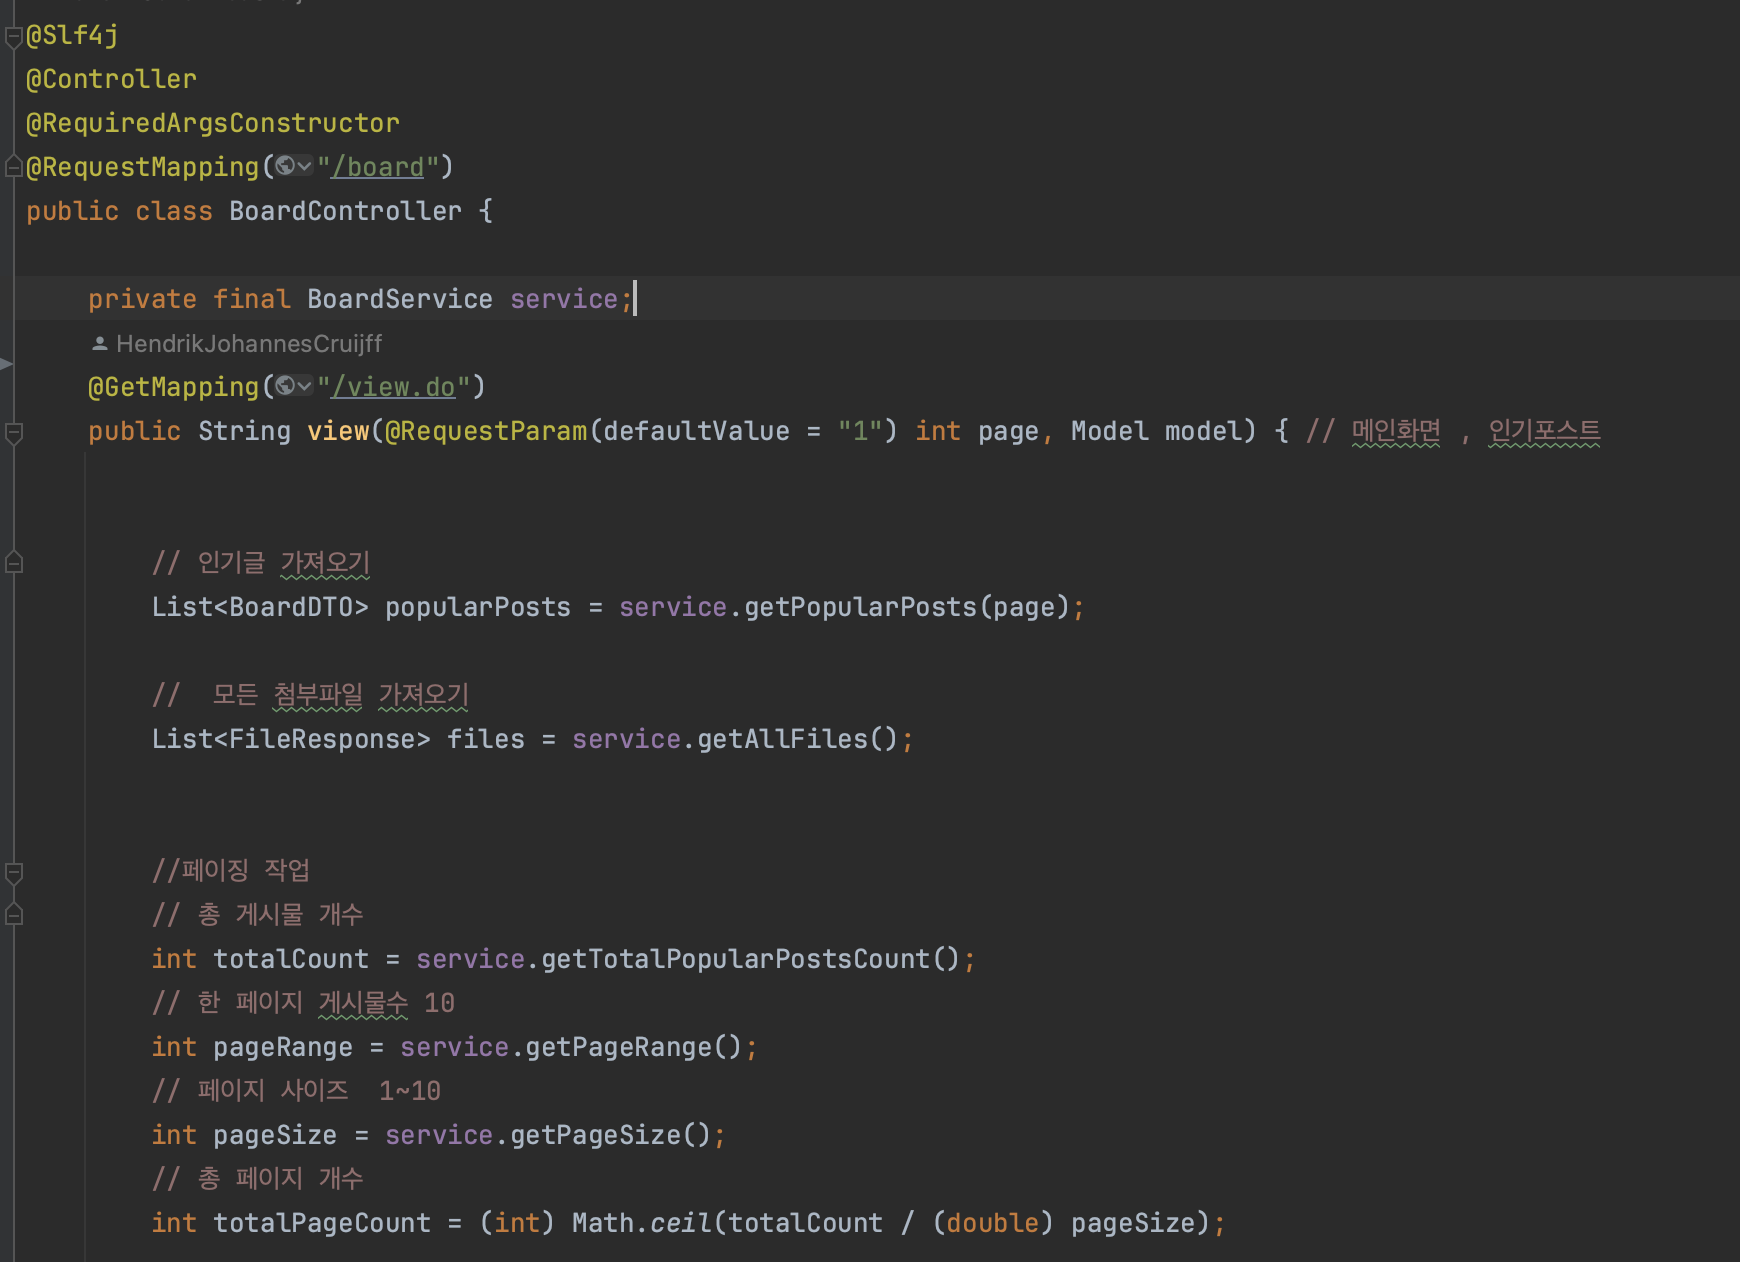 @Slf4j
@Controller
@RequiredArgsConstructor
@RequestMapping("/board")
public class BoardController {
private final BoardService service;
HendrikJohannesCruijff
@GetMapping("/view.do")
public String view(@RequestParam(defaultValue = "1") int page, Model model) { // 메인화면 , 인기포스트
// 인기글 가져오기
List<BoardDTO> popularPosts = service.getPopularPosts(page);
//  모든 첨부파일 가져오기
List<FileResponse> files = service.getAllFiles();
//페이징 작업
// 총 게시물 개수
int totalCount = service.getTotalPopularPostsCount();
// 한 페이지 게시물수 10
int pageRange = service.getPageRange();
// 페이지 사이즈  1~10
int pageSize = service.getPageSize();
// 총 페이지 개수
int totalPageCount = (int) Math.ceil(totalCount / (double) pageSize);